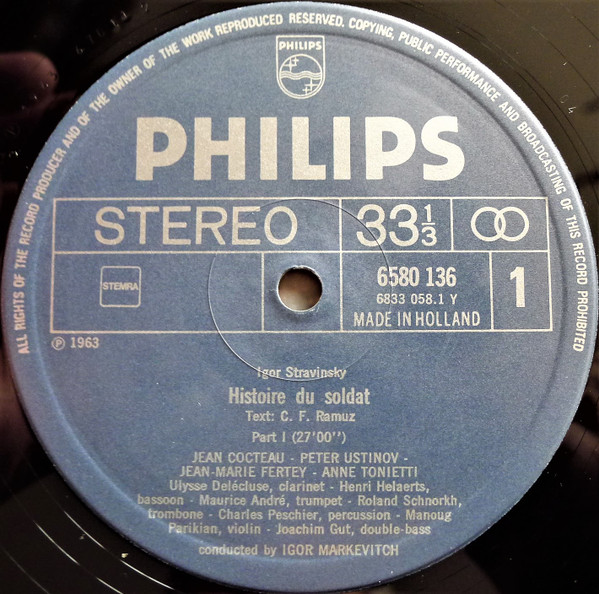 ALL RIGHTS OF THE RECORD PRODUCER AND OF THE OWNER OF THE WORK REPRODUCED RESERVED. COPYING, PUBLIC PERFORMANCE AND BROADCASTING OF THIS RECORD PROHIBITED
PHILIPS
PHILIPS
STEREO 33⅓
STEMRA 6580 136 1
6833 058.1 Y
MADE IN HOLLAND
Ⓟ 1963
Igor Stravinsky
Histoire du soldat
Text: C. F. Ramuz
Part I (27'00'')
JEAN COCTEAU - PETER USTINOV -
JEAN-MARIE FERTEY - ANNE TONIETTI
Ulysse Delécluse, clarinet - Henri Helaerts,
bassoon - Maurice André, trumpet - Roland Schnorkh,
trombone - Charles Peschier, percussion - Manoug
Parikian, violin - Joachim Gut, double-bass
conducted by IGOR MARKEVITCH